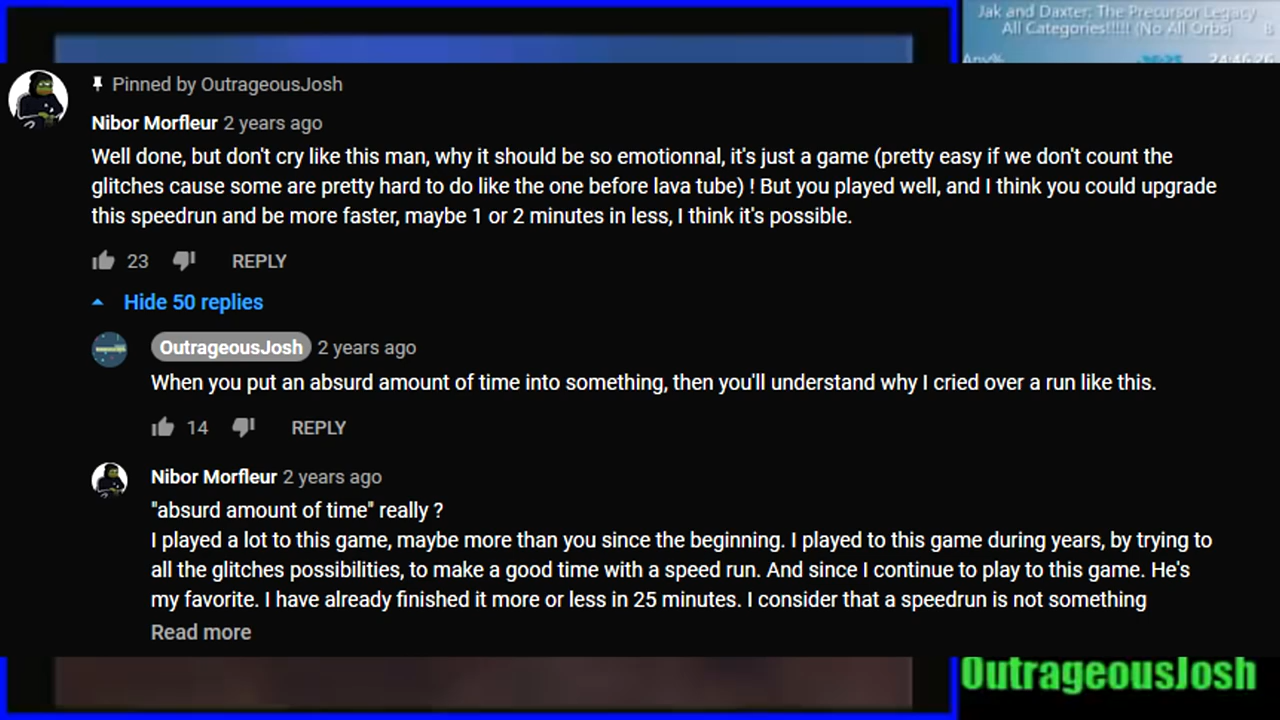 Jak and Daxter: The Precursor Legacy
All Categories!!!!! (No All Orbs)
Any%
24:46.26
Pinned by OutrageousJosh
Nibor Morfleur 2 years ago
Well done, but don't cry like this man, why it should be so emotionnal, it's just a game (pretty easy if we don't count the
glitches cause some are pretty hard to do like the one before lava tube) ! But you played well, and I think you could upgrade
this speedrun and be more faster, maybe 1 or 2 minutes in less, I think it's possible.
23 REPLY
Hide 50 replies
OutrageousJosh 2 years ago
When you put an absurd amount of time into something, then you'll understand why I cried over a run like this.
14 REPLY
Nibor Morfleur 2 years ago
"absurd amount of time" really ?
I played a lot to this game, maybe more than you since the beginning. I played to this game during years, by trying to
all the glitches possibilities, to make a good time with a speed run. And since I continue to play to this game. He's
my favorite. I have already finished it more or less in 25 minutes. I consider that a speedrun is not something
Read more
OutrageousJosh